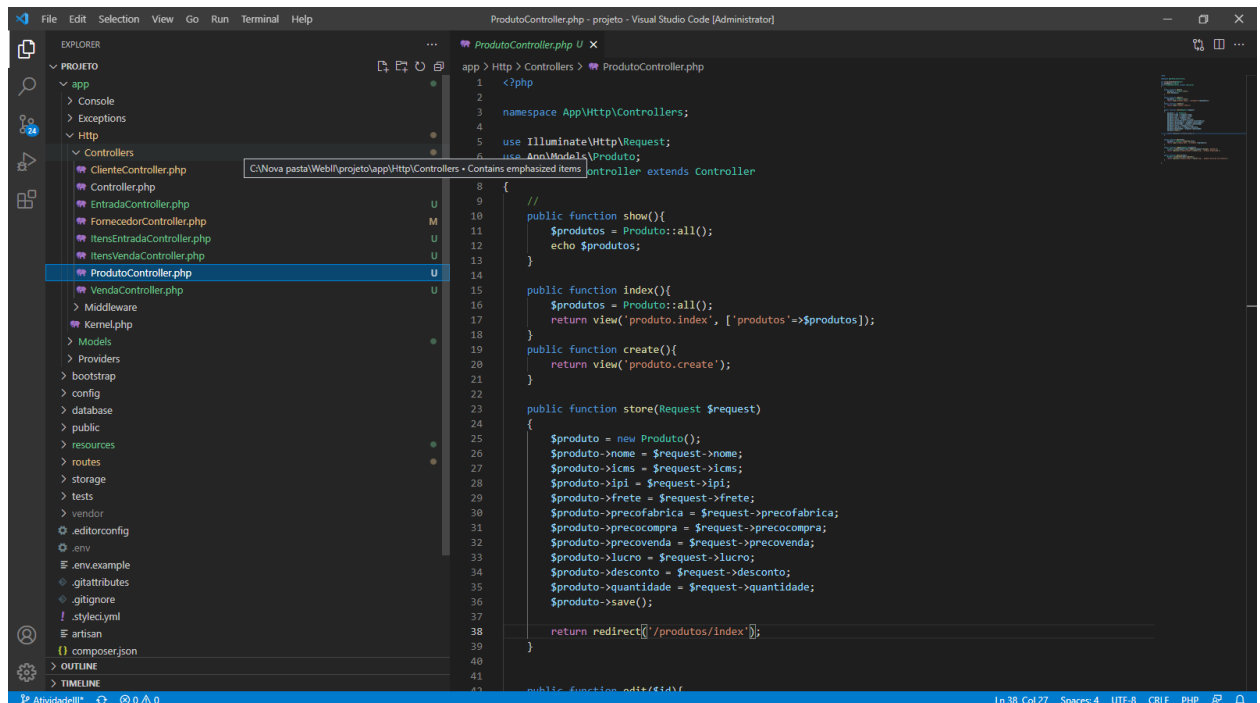 File Edit Selection View Go Run Terminal Help
ProdutoController.php - projeto - Visual Studio Code [Administrator]
EXPLORER
PROJETO
app
Console
Exceptions
Http
Controllers
ClienteController.php
Controller.php
EntradaController.php U
FornecedorController.php M
ItensEntradaController.php U
ItensVendaController.php U
ProdutoController.php U
VendaController.php U
Middleware
Kernel.php
Models
Providers
bootstrap
config
database
public
resources
routes
storage
tests
vendor
.editorconfig
.env
.env.example
.gitattributes
.gitignore
.styleci.yml
artisan
composer.json
OUTLINE
TIMELINE
24
C:\Nova pasta\WebII\projeto\app\Http\Controllers • Contains emphasized items
ProdutoController.php U
app > Http > Controllers > ProdutoController.php
1 <?php
2
3 namespace App\Http\Controllers;
4
5 use Illuminate\Http\Request;
6 use App\Models\Produto;
ontroller extends Controller
8 {
9 //
10 public function show(){
11 $produtos = Produto::all();
12 echo $produtos;
13 }
14
15 public function index(){
16 $produtos = Produto::all();
17 return view('produto.index', ['produtos'=>$produtos]);
18 }
19 public function create(){
20 return view('produto.create');
21 }
22
23 public function store(Request $request)
24 {
25 $produto = new Produto();
26 $produto->nome = $request->nome;
27 $produto->icms = $request->icms;
28 $produto->ipi = $request->ipi;
29 $produto->frete = $request->frete;
30 $produto->precofabrica = $request->precofabrica;
31 $produto->precocompra = $request->precocompra;
32 $produto->precovenda = $request->precovenda;
33 $produto->lucro = $request->lucro;
34 $produto->desconto = $request->desconto;
35 $produto->quantidade = $request->quantidade;
36 $produto->save();
37
38 return redirect('/produtos/index');
39 }
40
41
42 public function edit($id){
AtividadeIII* 0 0
Ln 38, Col 27 Spaces: 4 UTF-8 CRLF PHP